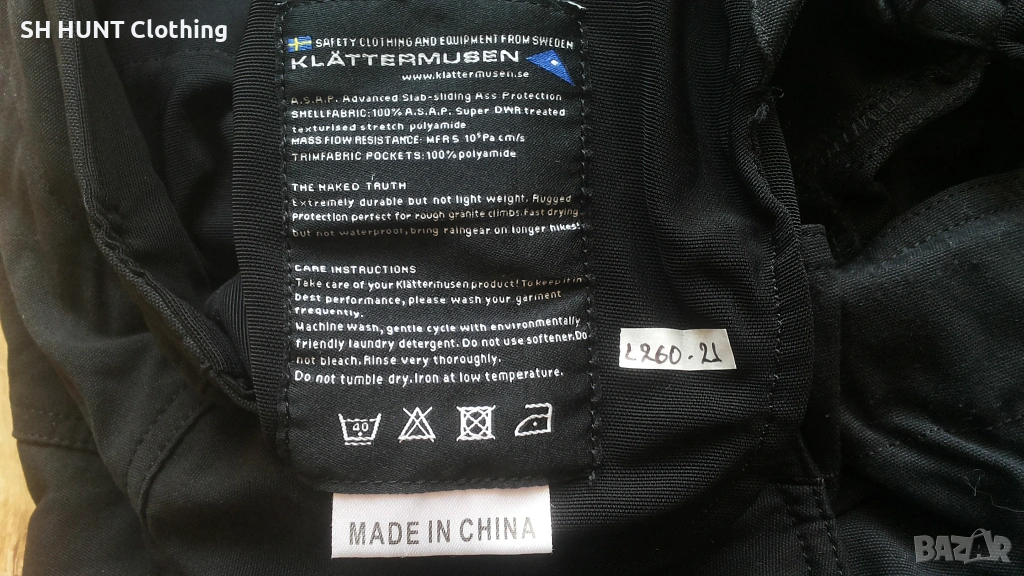 SH HUNT Clothing
SAFETY CLOTHING AND EQUIPMENT FROM SWEDEN
KLÄTTERMUSEN
www.klattermusen.se
A.S.A.P. Advanced Slab-sliding Ass Protection
SHELLFABRIC: 100% A.S.A.P. Super DWR treated
texturised stretch polyamide
MASS FLOW RESISTANCE: MFR 5 10⁹Pa cm/s
TRIMFABRIC POCKETS: 100% polyamide
THE NAKED TRUTH
Extremely durable but not light weight. Rugged
Protection perfect for rough granite climbs. Fast drying
but not waterproof, bring raingear on longer hikes!
CARE INSTRUCTIONS
Take care of your Klättermusen product! To keep it in
best performance, please wash your garment
frequently.
Machine wash, gentle cycle with environmentally
friendly laundry detergent. Do not use softener. Do
not bleach. Rinse very thoroughly.
Do not tumble dry. Iron at low temperature.
40
L260-21
MADE IN CHINA
BAZAR